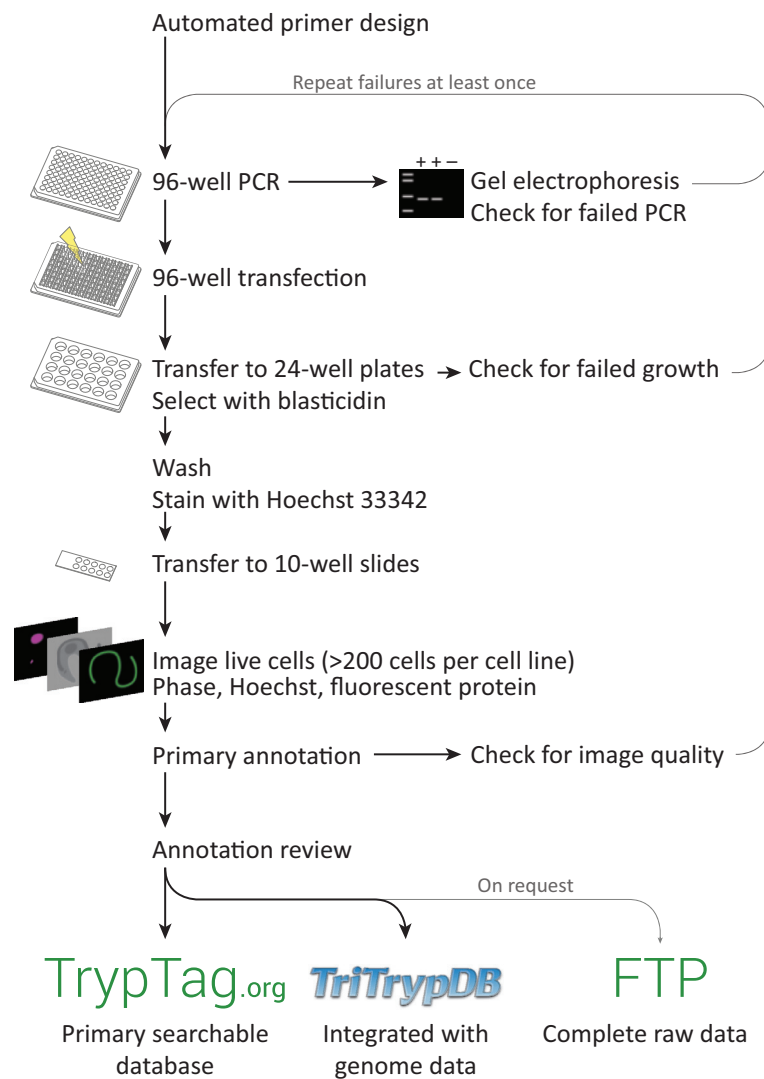 Automated primer design
Repeat failures at least once
+ + –
96-well PCR
Gel electrophoresis
Check for failed PCR
96-well transfection
Transfer to 24-well plates
Select with blasticidin
Check for failed growth
Wash
Stain with Hoechst 33342
Transfer to 10-well slides
Image live cells (>200 cells per cell line)
Phase, Hoechst, fluorescent protein
Primary annotation
Check for image quality
Annotation review
On request
TrypTag.org
Primary searchable
database
TriTrypDB
Integrated with
genome data
FTP
Complete raw data